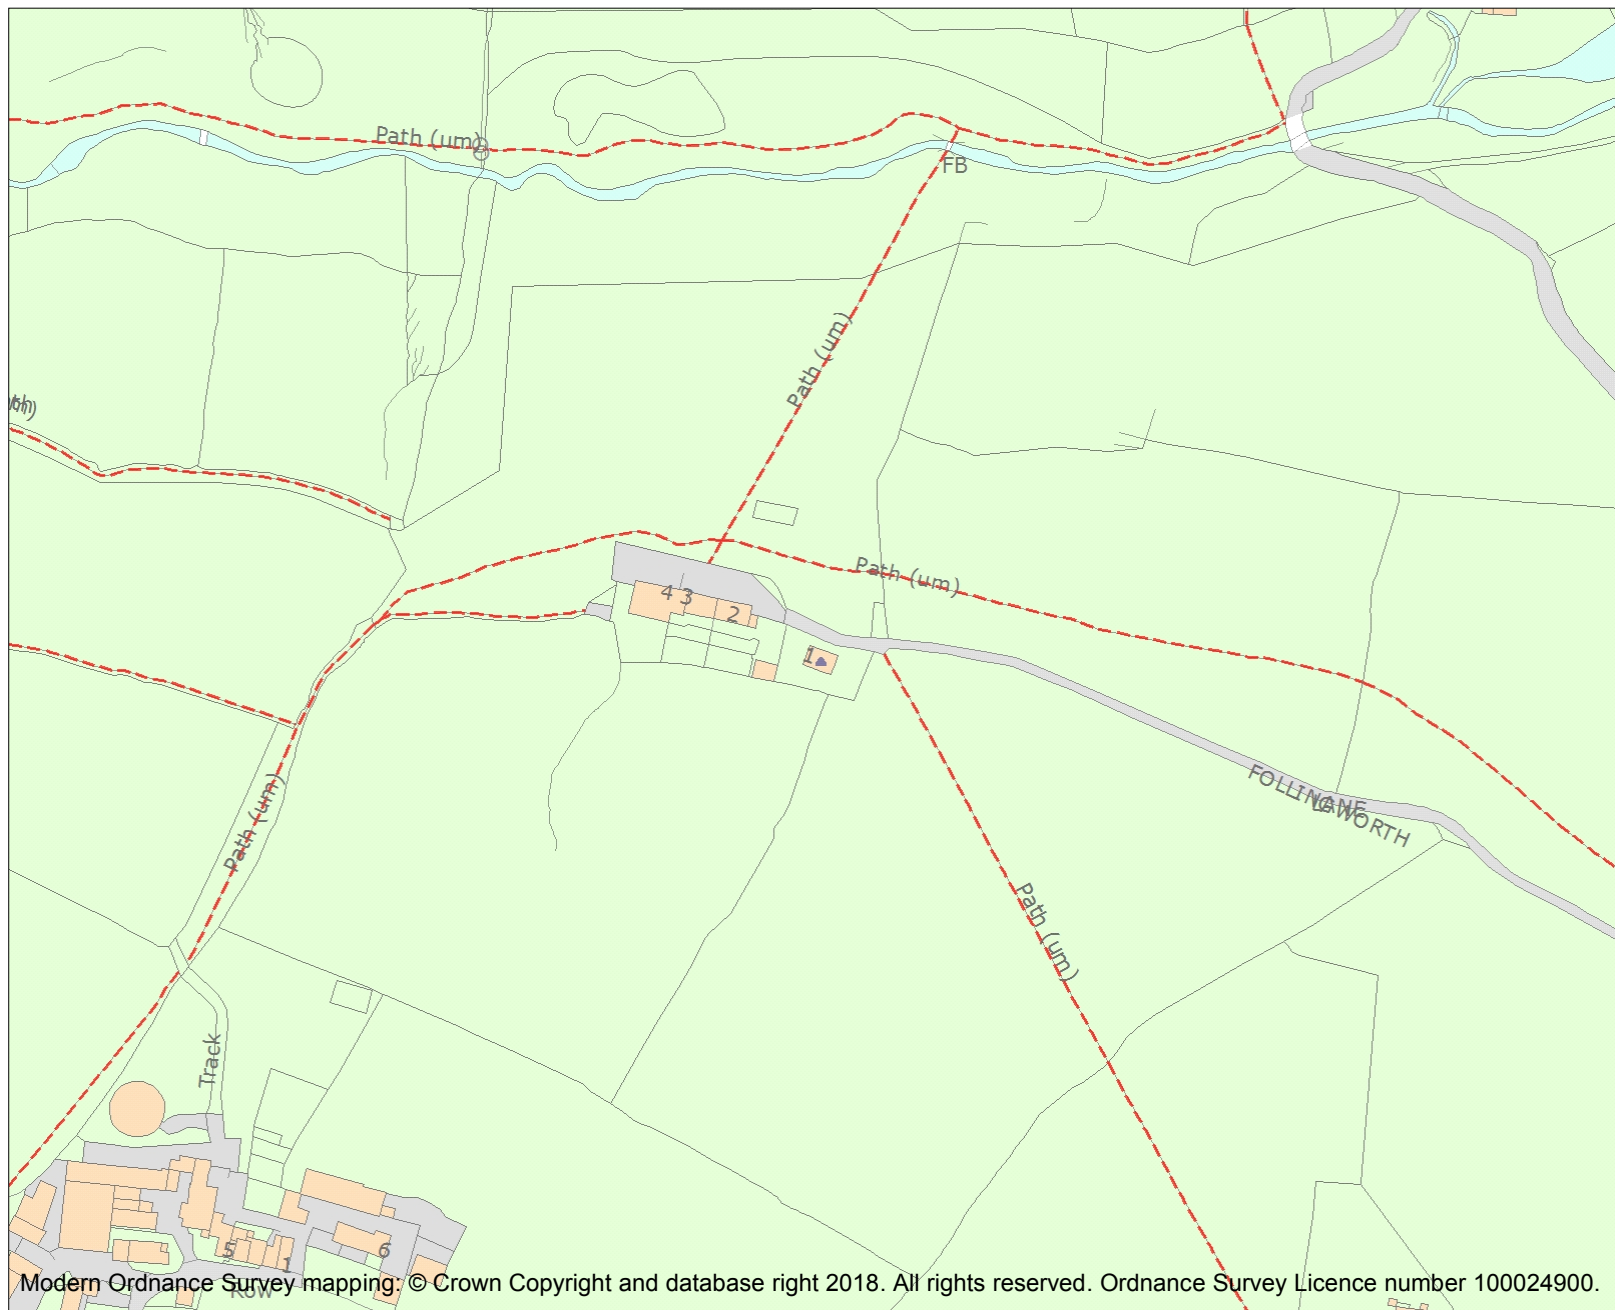 Path (um)
FB
Path (um)
th
m)
Path (um)
4 3
2
1
FOLLINGWORTH
LANE
Path (um)
Path (um)
Track
5
1
6
Row
Modern Ordnance Survey mapping: © Crown Copyright and database right 2018. All rights reserved. Ordnance Survey Licence number 100024900.